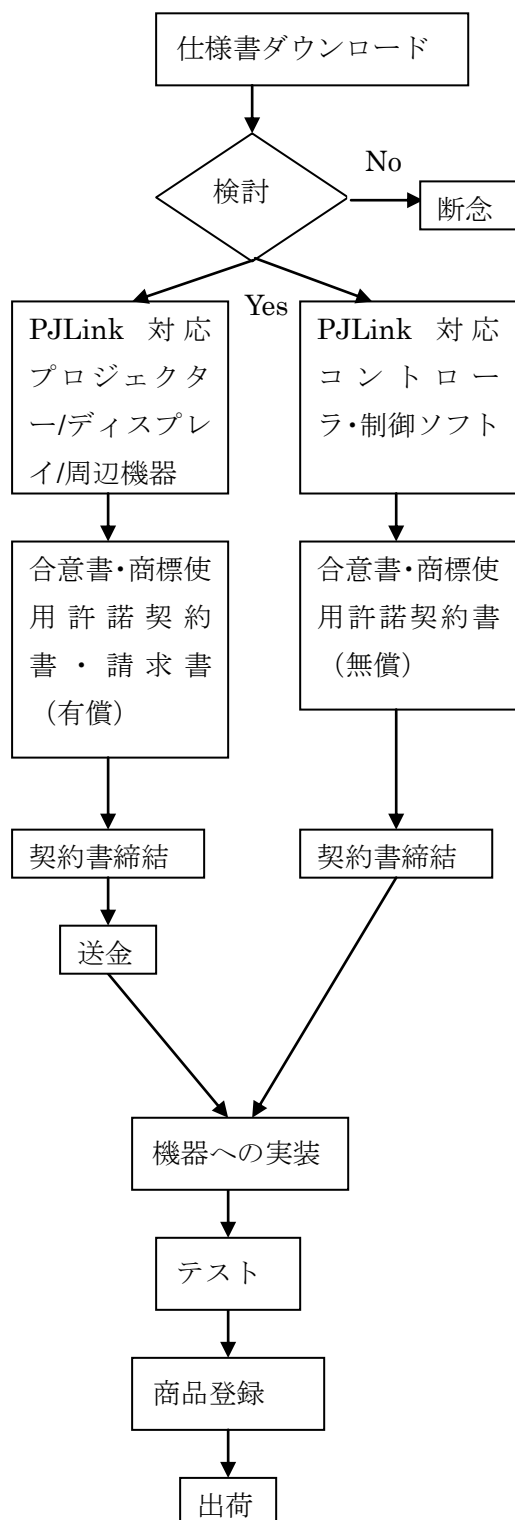 仕様書ダウンロード
検討
No
断念
Yes
PJLink 対応
プロジェクタ
ー/ディスプレ
イ/周辺機器
PJLink 対応
コントロー
ラ・制御ソフト
合意書・商標使
用許諾契約
書・請求書
（有償）
合意書・商標使
用許諾契約書
（無償）
契約書締結
契約書締結
送金
機器への実装
テスト
商品登録
出荷